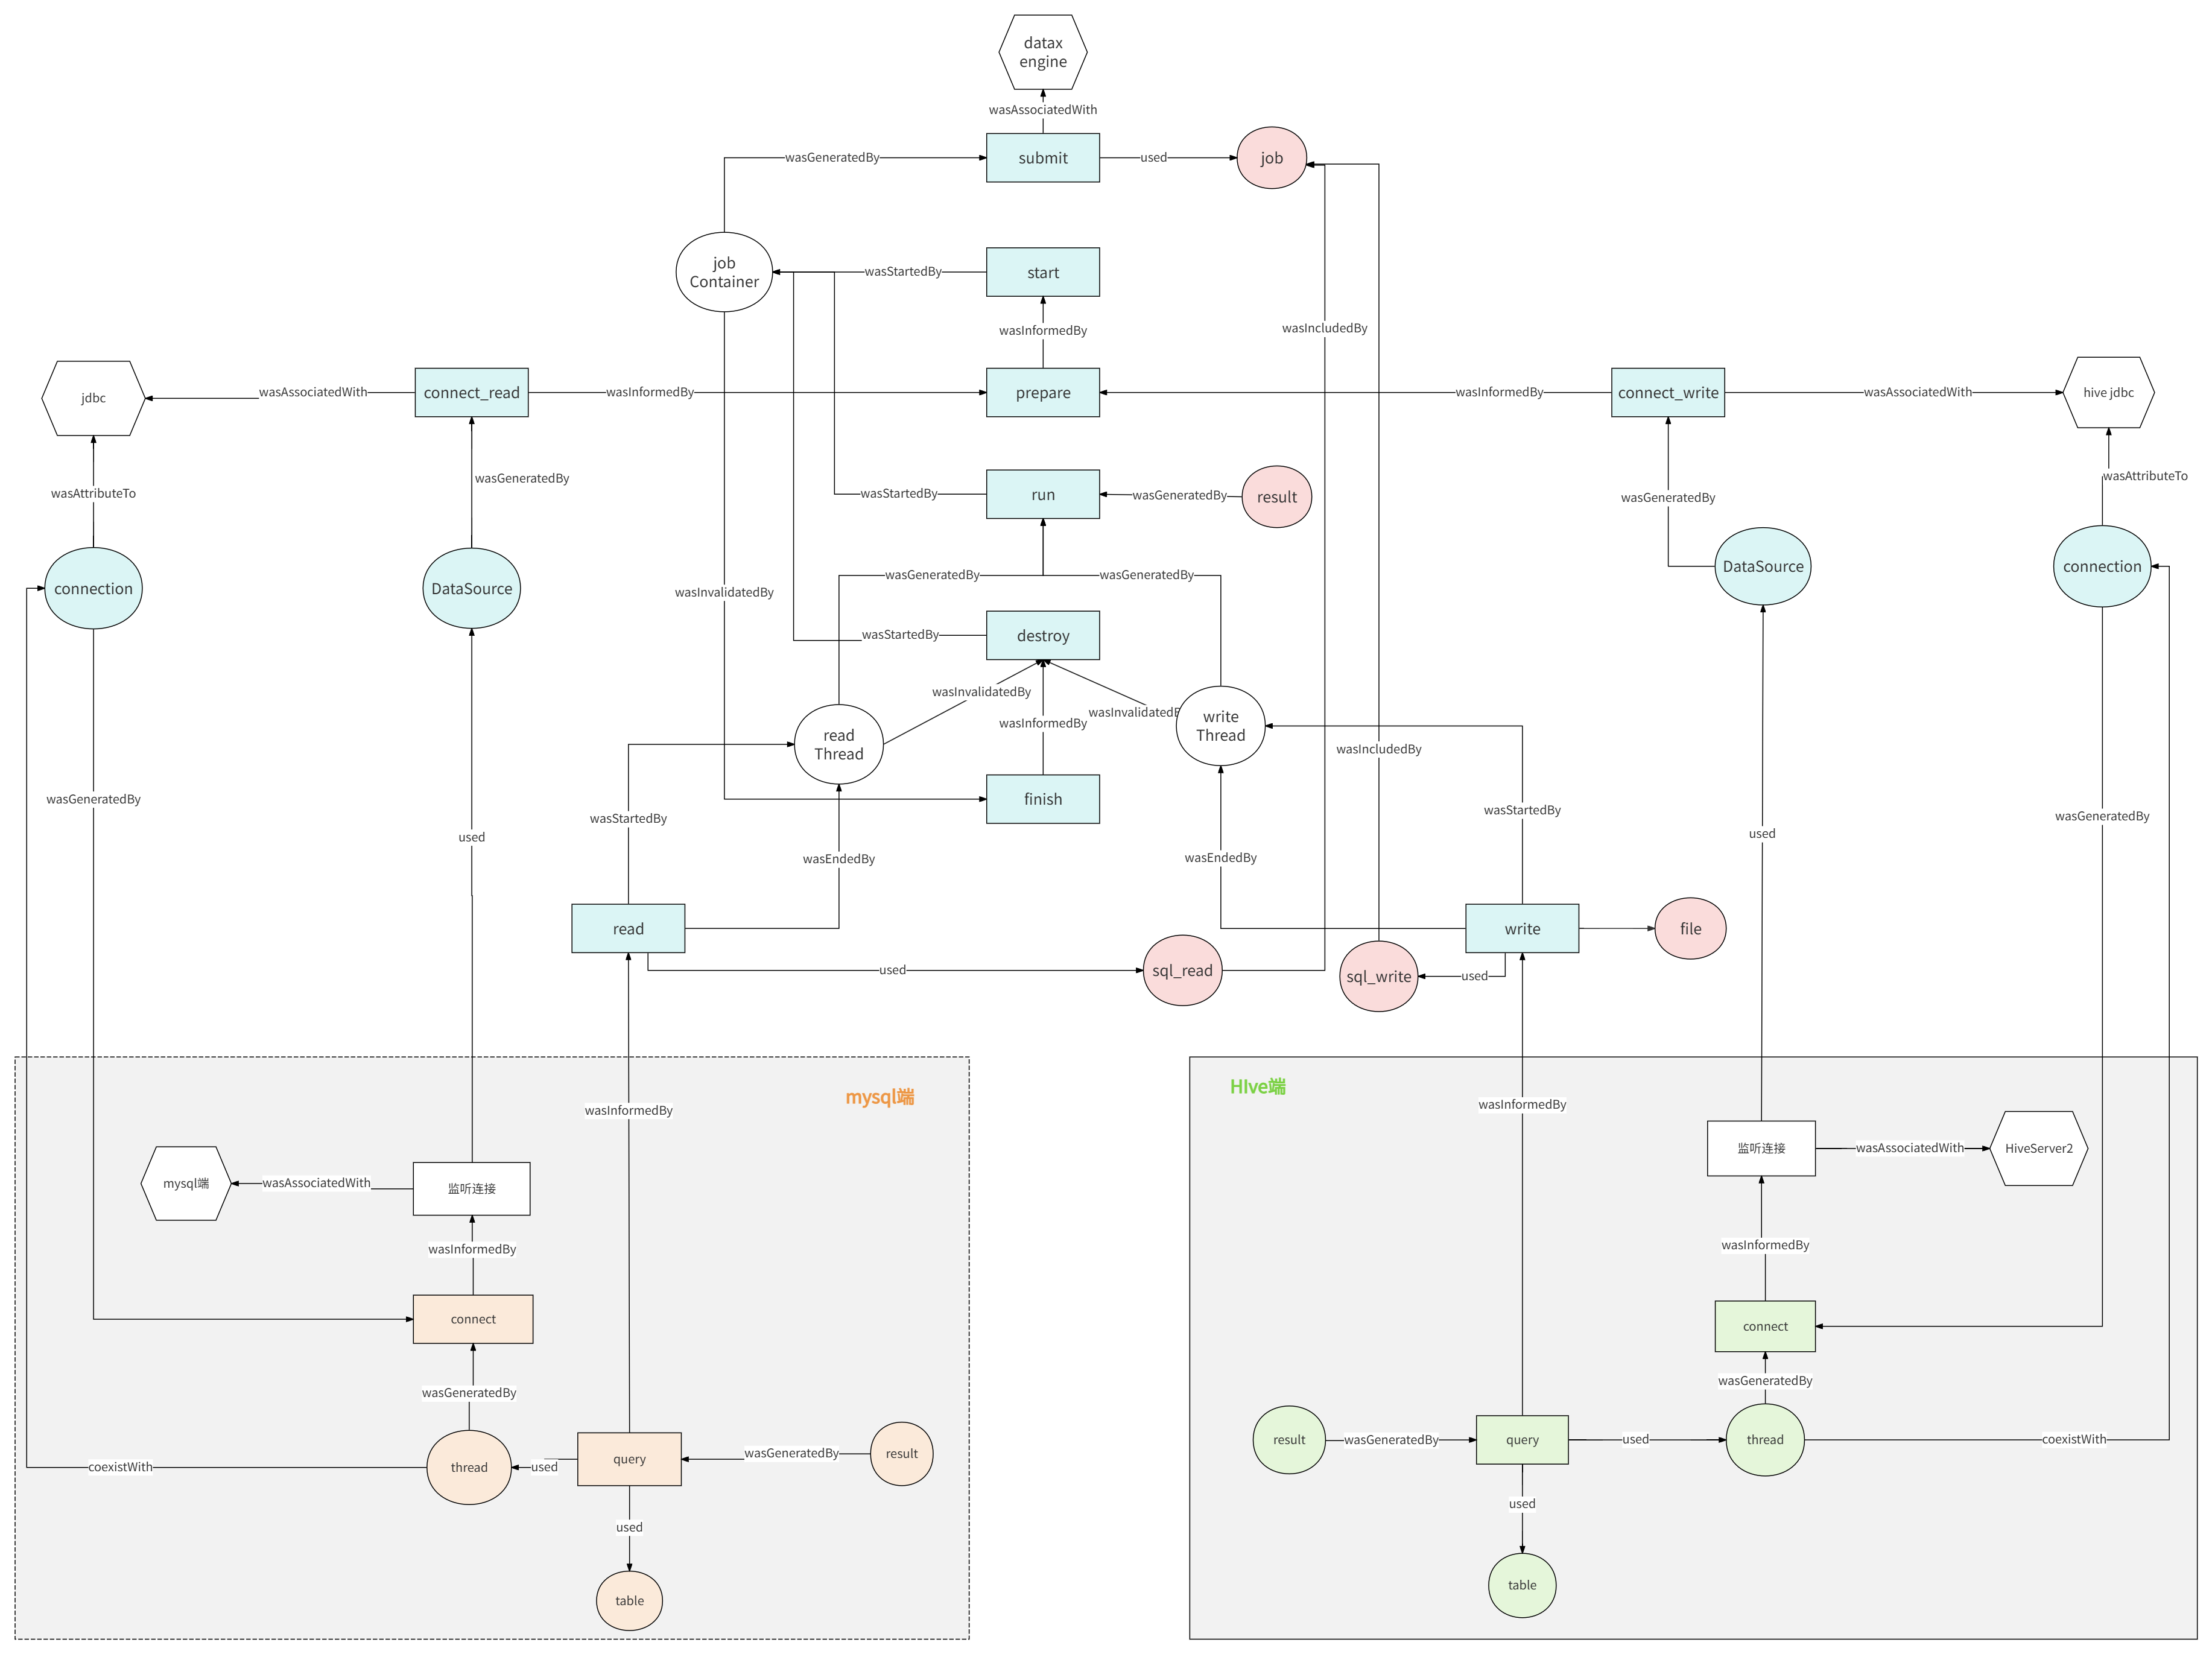 datax
engine
wasAssociatedWith
wasGeneratedBy
submit
used
job
job
Container
wasStartedBy
start
wasInformedBy
wasIncludedBy
jdbc
wasAssociatedWith
connect_read
wasInformedBy
prepare
wasInformedBy
connect_write
wasAssociatedWith
hive jdbc
wasAttributeTo
wasGeneratedBy
wasStartedBy
run
wasGeneratedBy
result
wasGeneratedBy
wasAttributeTo
connection
DataSource
wasGeneratedBy
wasGeneratedBy
DataSource
connection
wasInvalidatedBy
wasStartedBy
destroy
wasInvalidatedBy
wasInformedBy
wasInvalidatedB
read
Thread
write
Thread
wasIncludedBy
wasGeneratedBy
used
wasStartedBy
finish
wasStartedBy
used
wasGeneratedBy
wasEndedBy
wasEndedBy
read
write
file
used
sql_read
sql_write
used
mysql端
HIve端
wasInformedBy
wasInformedBy
mysql端
wasAssociatedWith
监听连接
监听连接
wasAssociatedWith
HiveServer2
wasInformedBy
wasInformedBy
connect
connect
wasGeneratedBy
wasGeneratedBy
coexistWith
thread
used
query
wasGeneratedBy
result
result
wasGeneratedBy
query
used
thread
coexistWith
used
used
table
table